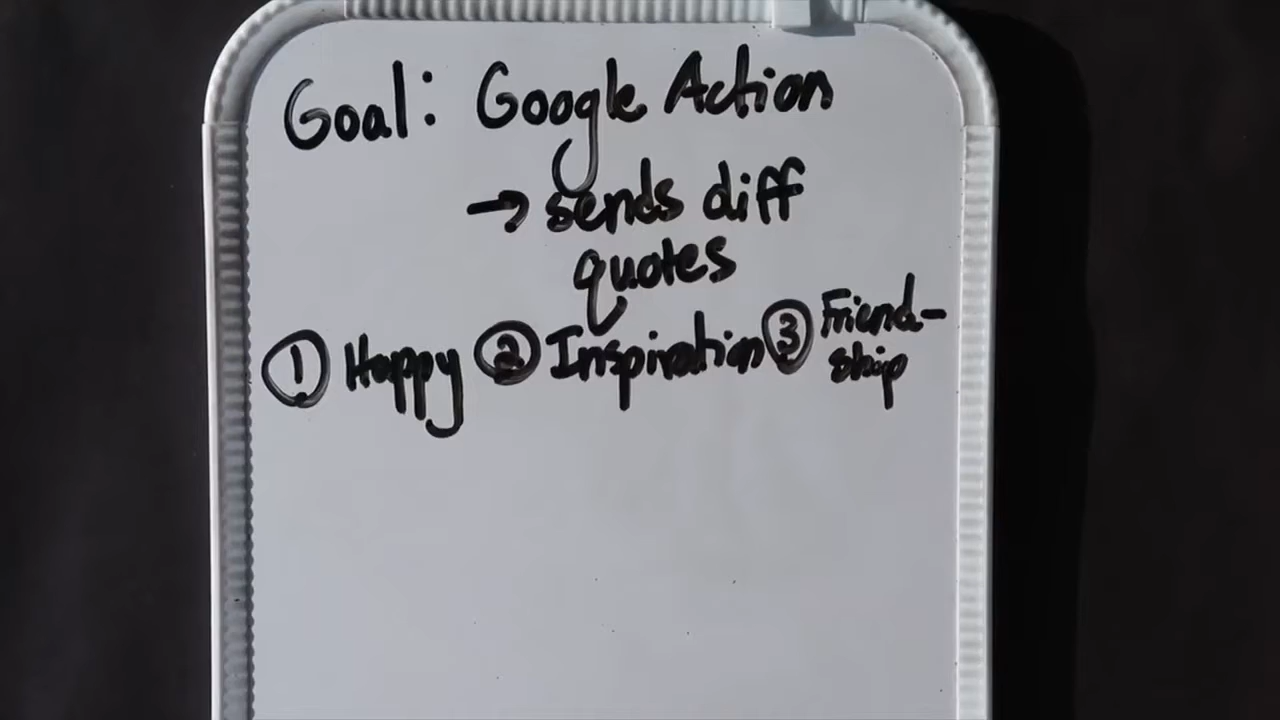 Goal: Google Action
→ sends diff
quotes
① Happy ② Inspiration ③ Friend-
ship